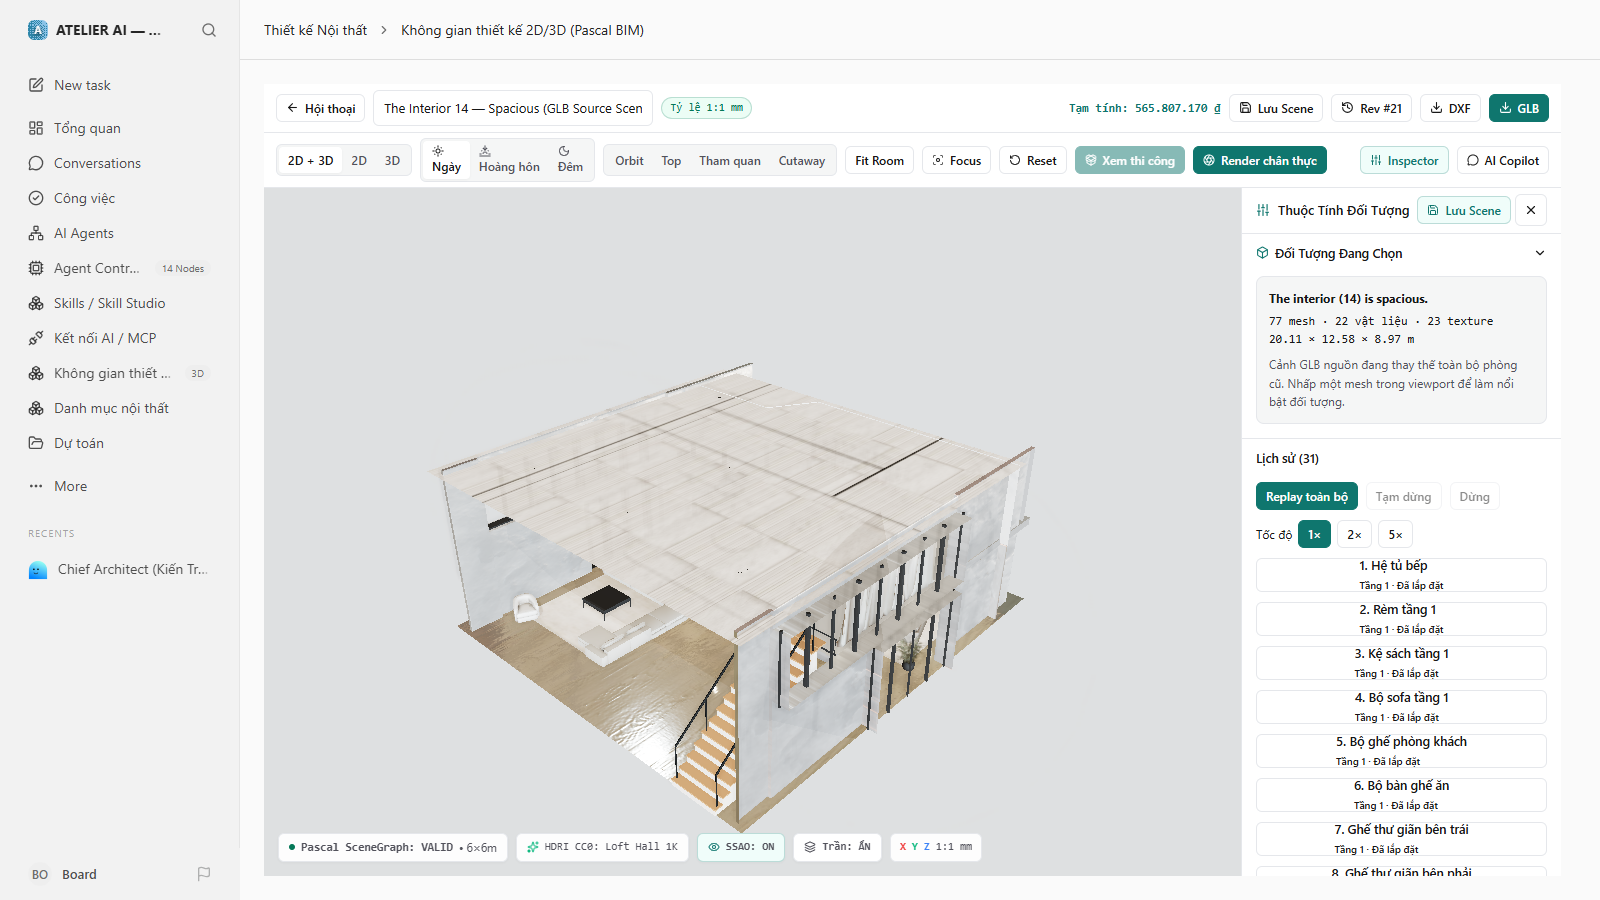 ATELIER AI — ...
New task
Tổng quan
Conversations
Công việc
AI Agents
Agent Contr...
14 Nodes
Skills / Skill Studio
Kết nối AI / MCP
Không gian thiết ...
3D
Danh mục nội thất
Dự toán
More
RECENTS
Chief Architect (Kiến Tr...
BO
Board
Thiết kế Nội thất
Không gian thiết kế 2D/3D (Pascal BIM)
Hội thoại
The Interior 14 — Spacious (GLB Source Scen
Tỷ lệ 1:1 mm
Tạm tính: 565.807.170 ₫
Lưu Scene
Rev #21
DXF
GLB
2D + 3D
2D
3D
Ngày
Hoàng hôn
Đêm
Orbit
Top
Tham quan
Cutaway
Fit Room
Focus
Reset
Xem thi công
Render chân thực
Inspector
AI Copilot
Pascal SceneGraph: VALID • 6×6m
HDRI CC0: Loft Hall 1K
SSAO: ON
Trần: ẨN
X Y Z 1:1 mm
Thuộc Tính Đối Tượng
Lưu Scene
Đối Tượng Đang Chọn
The interior (14) is spacious.
77 mesh · 22 vật liệu · 23 texture
20.11 × 12.58 × 8.97 m
Cảnh GLB nguồn đang thay thế toàn bộ phòng
cũ. Nhấp một mesh trong viewport để làm nổi
bật đối tượng.
Lịch sử (31)
Replay toàn bộ
Tạm dừng
Dừng
Tốc độ
1×
2×
5×
1. Hệ tủ bếp
Tầng 1 · Đã lắp đặt
2. Rèm tầng 1
Tầng 1 · Đã lắp đặt
3. Kệ sách tầng 1
Tầng 1 · Đã lắp đặt
4. Bộ sofa tầng 1
Tầng 1 · Đã lắp đặt
5. Bộ ghế phòng khách
Tầng 1 · Đã lắp đặt
6. Bộ bàn ghế ăn
Tầng 1 · Đã lắp đặt
7. Ghế thư giãn bên trái
Tầng 1 · Đã lắp đặt
8. Ghế thư giãn bên phải